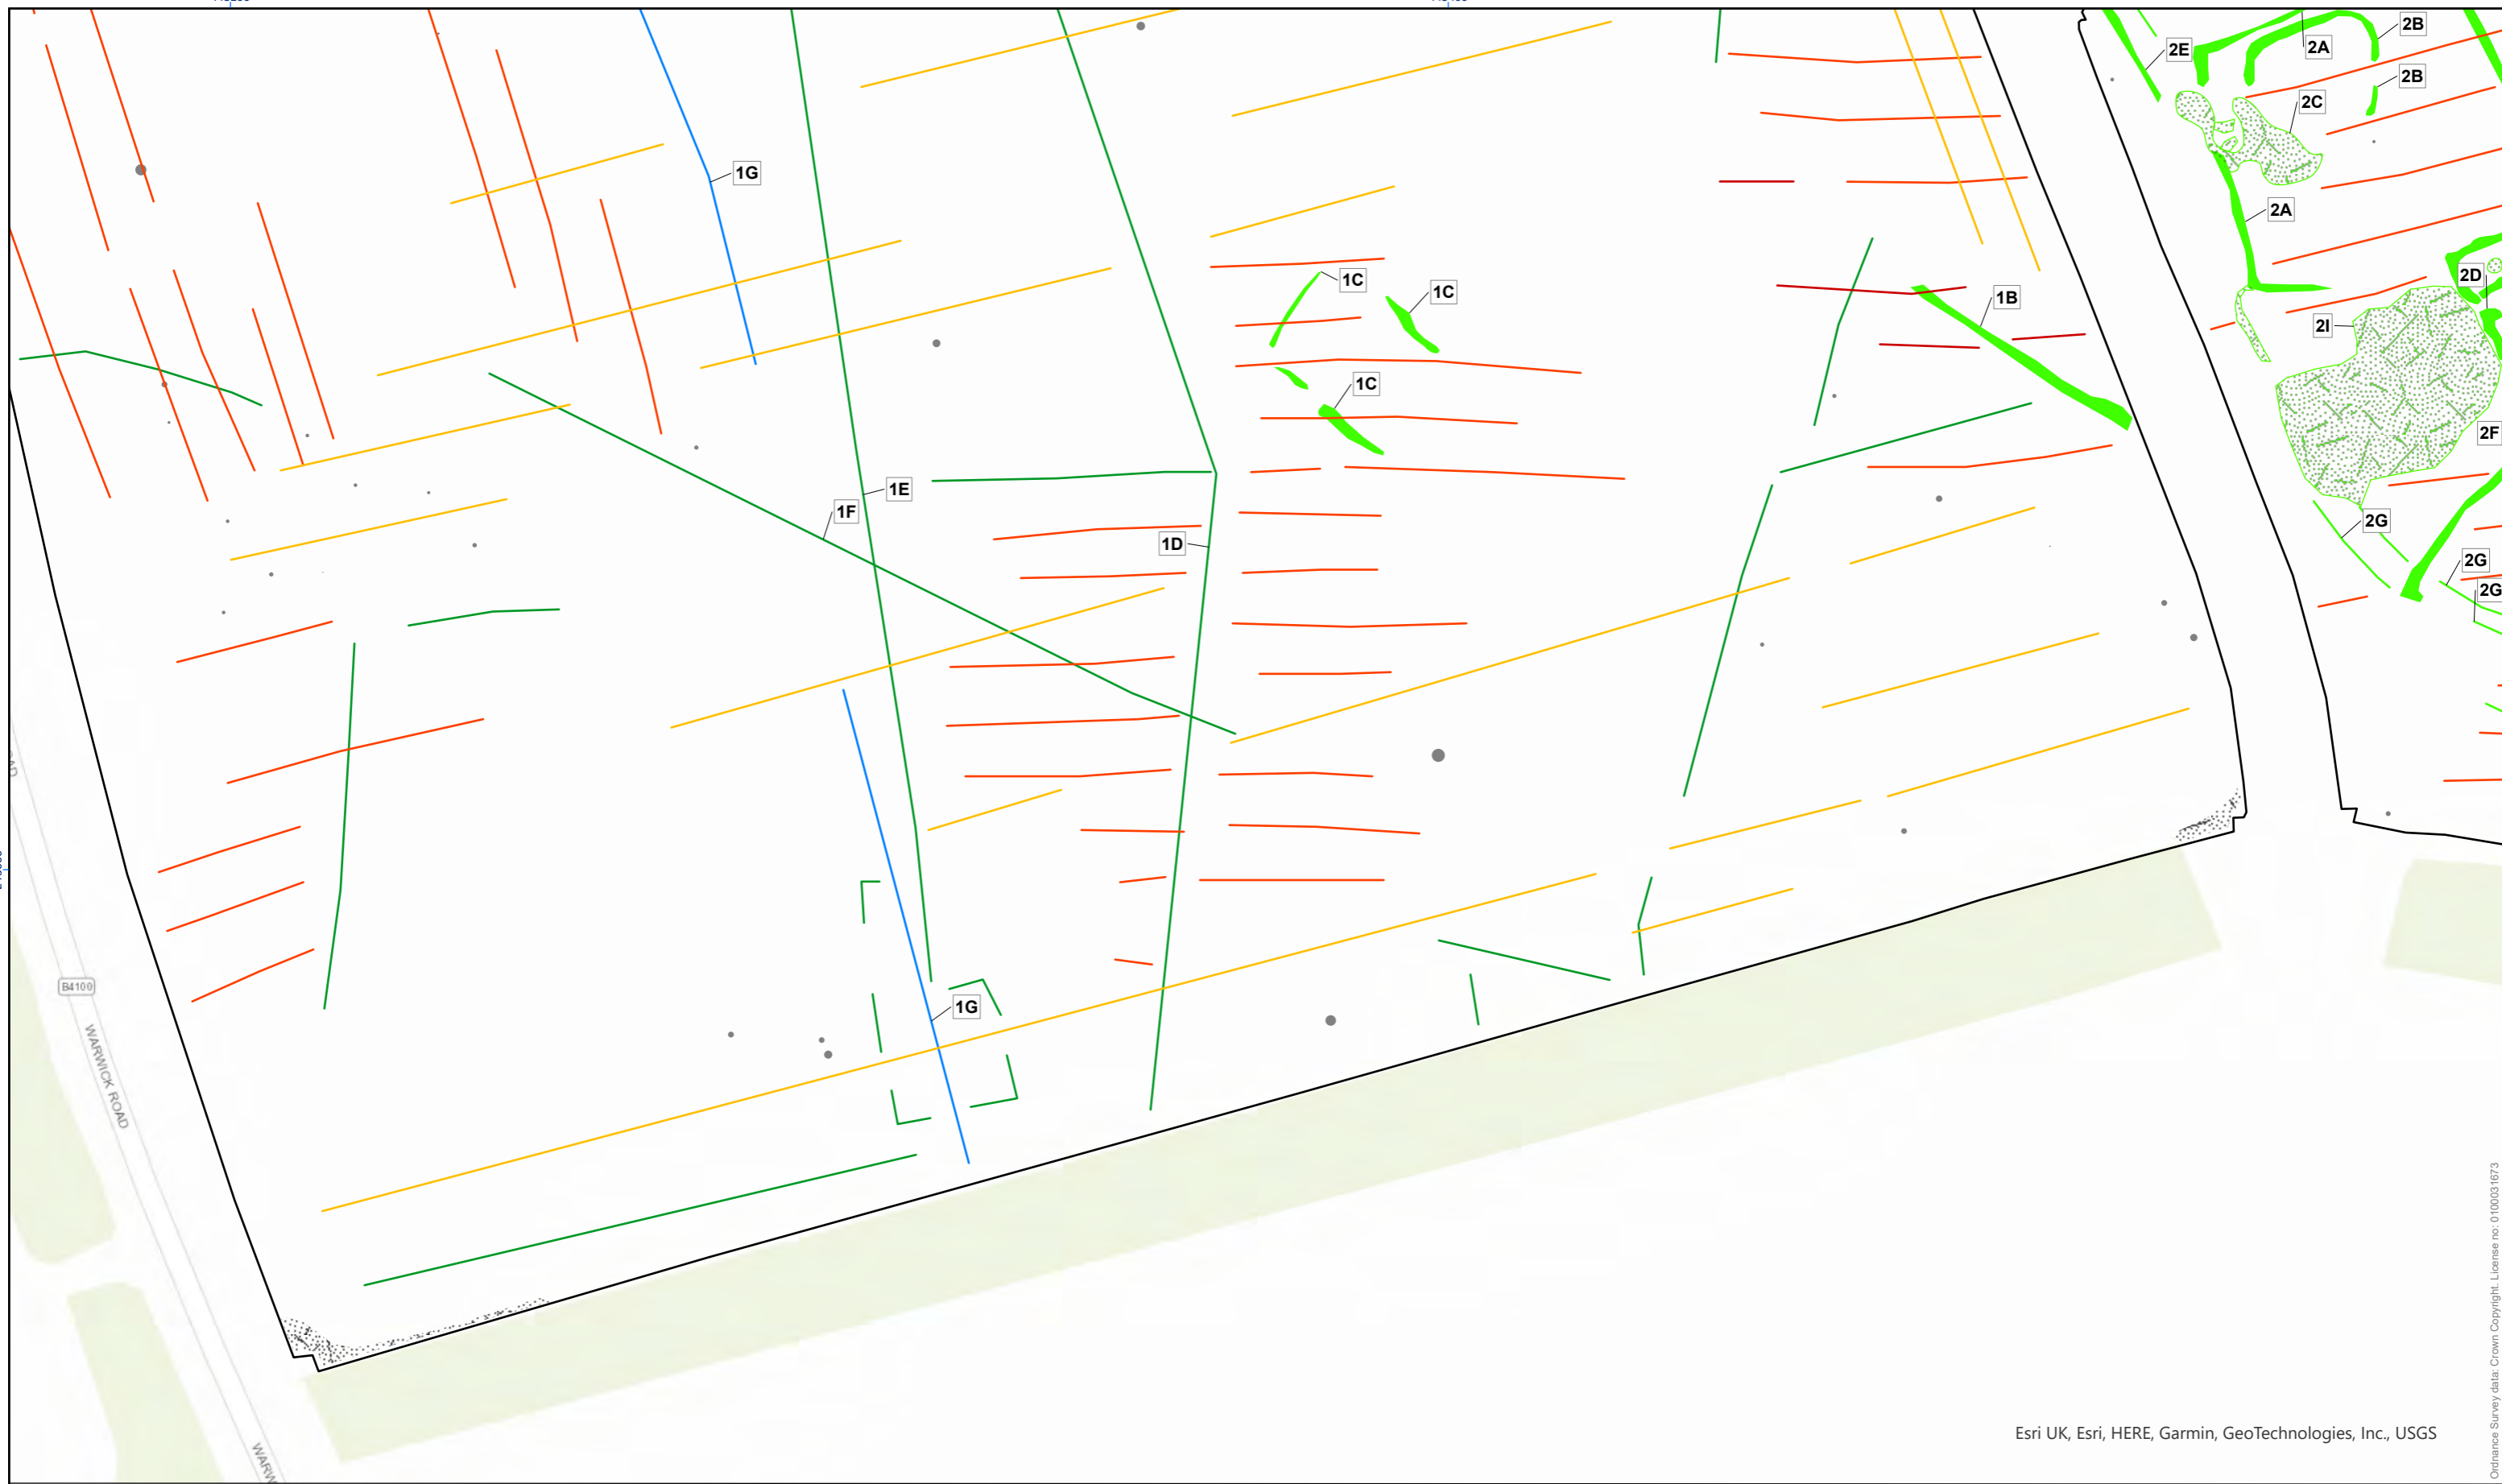 2B
2A
2E
2B
2C
1G
2A
2D
1C
1C
1B
2I
1C
2F
1E
1F
2G
1D
2G
2G
B4100
1G
WARWICK ROAD
WARW
Esri UK, Esri, HERE, Garmin, GeoTechnologies, Inc., USGS
Ordnance Survey data: Crown Copyright. License no: 0100031673